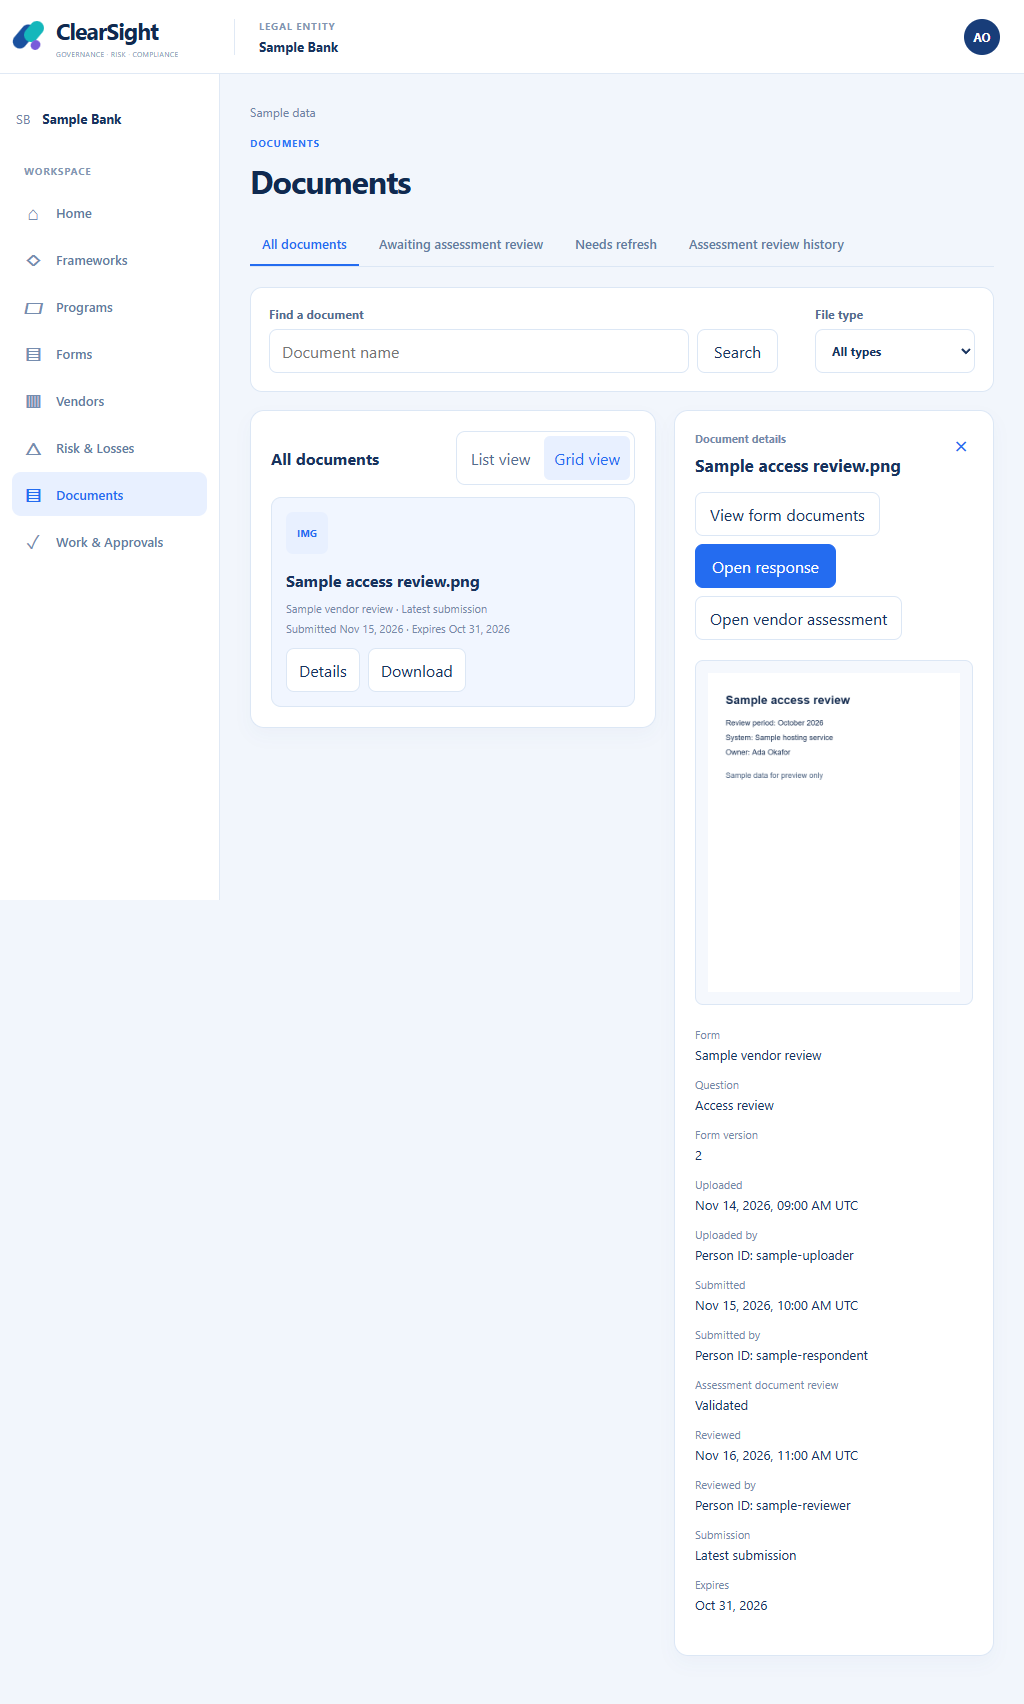 ClearSight
GOVERNANCE · RISK · COMPLIANCE
LEGAL ENTITY
Sample Bank
AO
SB Sample Bank
WORKSPACE
Home
Frameworks
Programs
Forms
Vendors
Risk & Losses
Documents
Work & Approvals
Sample data
DOCUMENTS
Documents
All documents
Awaiting assessment review
Needs refresh
Assessment review history
Find a document
Document name
Search
File type
All types
All documents
List view
Grid view
IMG
Sample access review.png
Sample vendor review · Latest submission
Submitted Nov 15, 2026 · Expires Oct 31, 2026
Details
Download
Document details
Sample access review.png
View form documents
Open response
Open vendor assessment
Sample access review
Review period: October 2026
System: Sample hosting service
Owner: Ada Okafor
Sample data for preview only
Form
Sample vendor review
Question
Access review
Form version
2
Uploaded
Nov 14, 2026, 09:00 AM UTC
Uploaded by
Person ID: sample-uploader
Submitted
Nov 15, 2026, 10:00 AM UTC
Submitted by
Person ID: sample-respondent
Assessment document review
Validated
Reviewed
Nov 16, 2026, 11:00 AM UTC
Reviewed by
Person ID: sample-reviewer
Submission
Latest submission
Expires
Oct 31, 2026